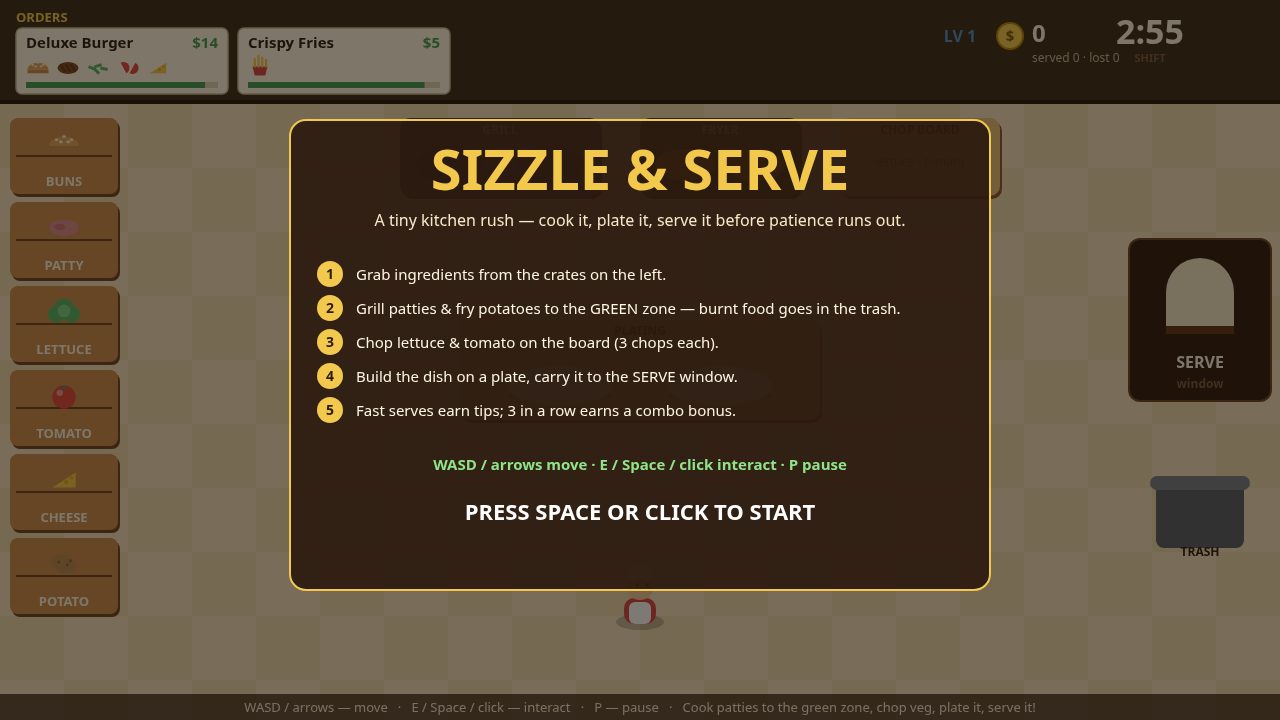 ORDERS
Deluxe Burger $14
Crispy Fries $5
LV 1
$ 0
2:55
served 0 · lost 0 SHIFT
GRILL
FRYER
CHOP BOARD
SIZZLE & SERVE
A tiny kitchen rush — cook it, plate it, serve it before patience runs out.
1 Grab ingredients from the crates on the left.
2 Grill patties & fry potatoes to the GREEN zone — burnt food goes in the trash.
3 Chop lettuce & tomato on the board (3 chops each).
4 Build the dish on a plate, carry it to the SERVE window.
5 Fast serves earn tips; 3 in a row earns a combo bonus.
PLATING
WASD / arrows move · E / Space / click interact · P pause
PRESS SPACE OR CLICK TO START
BUNS
PATTY
LETTUCE
TOMATO
CHEESE
POTATO
SERVE
window
TRASH
WASD / arrows — move · E / Space / click — interact · P — pause · Cook patties to the green zone, chop veg, plate it, serve it!